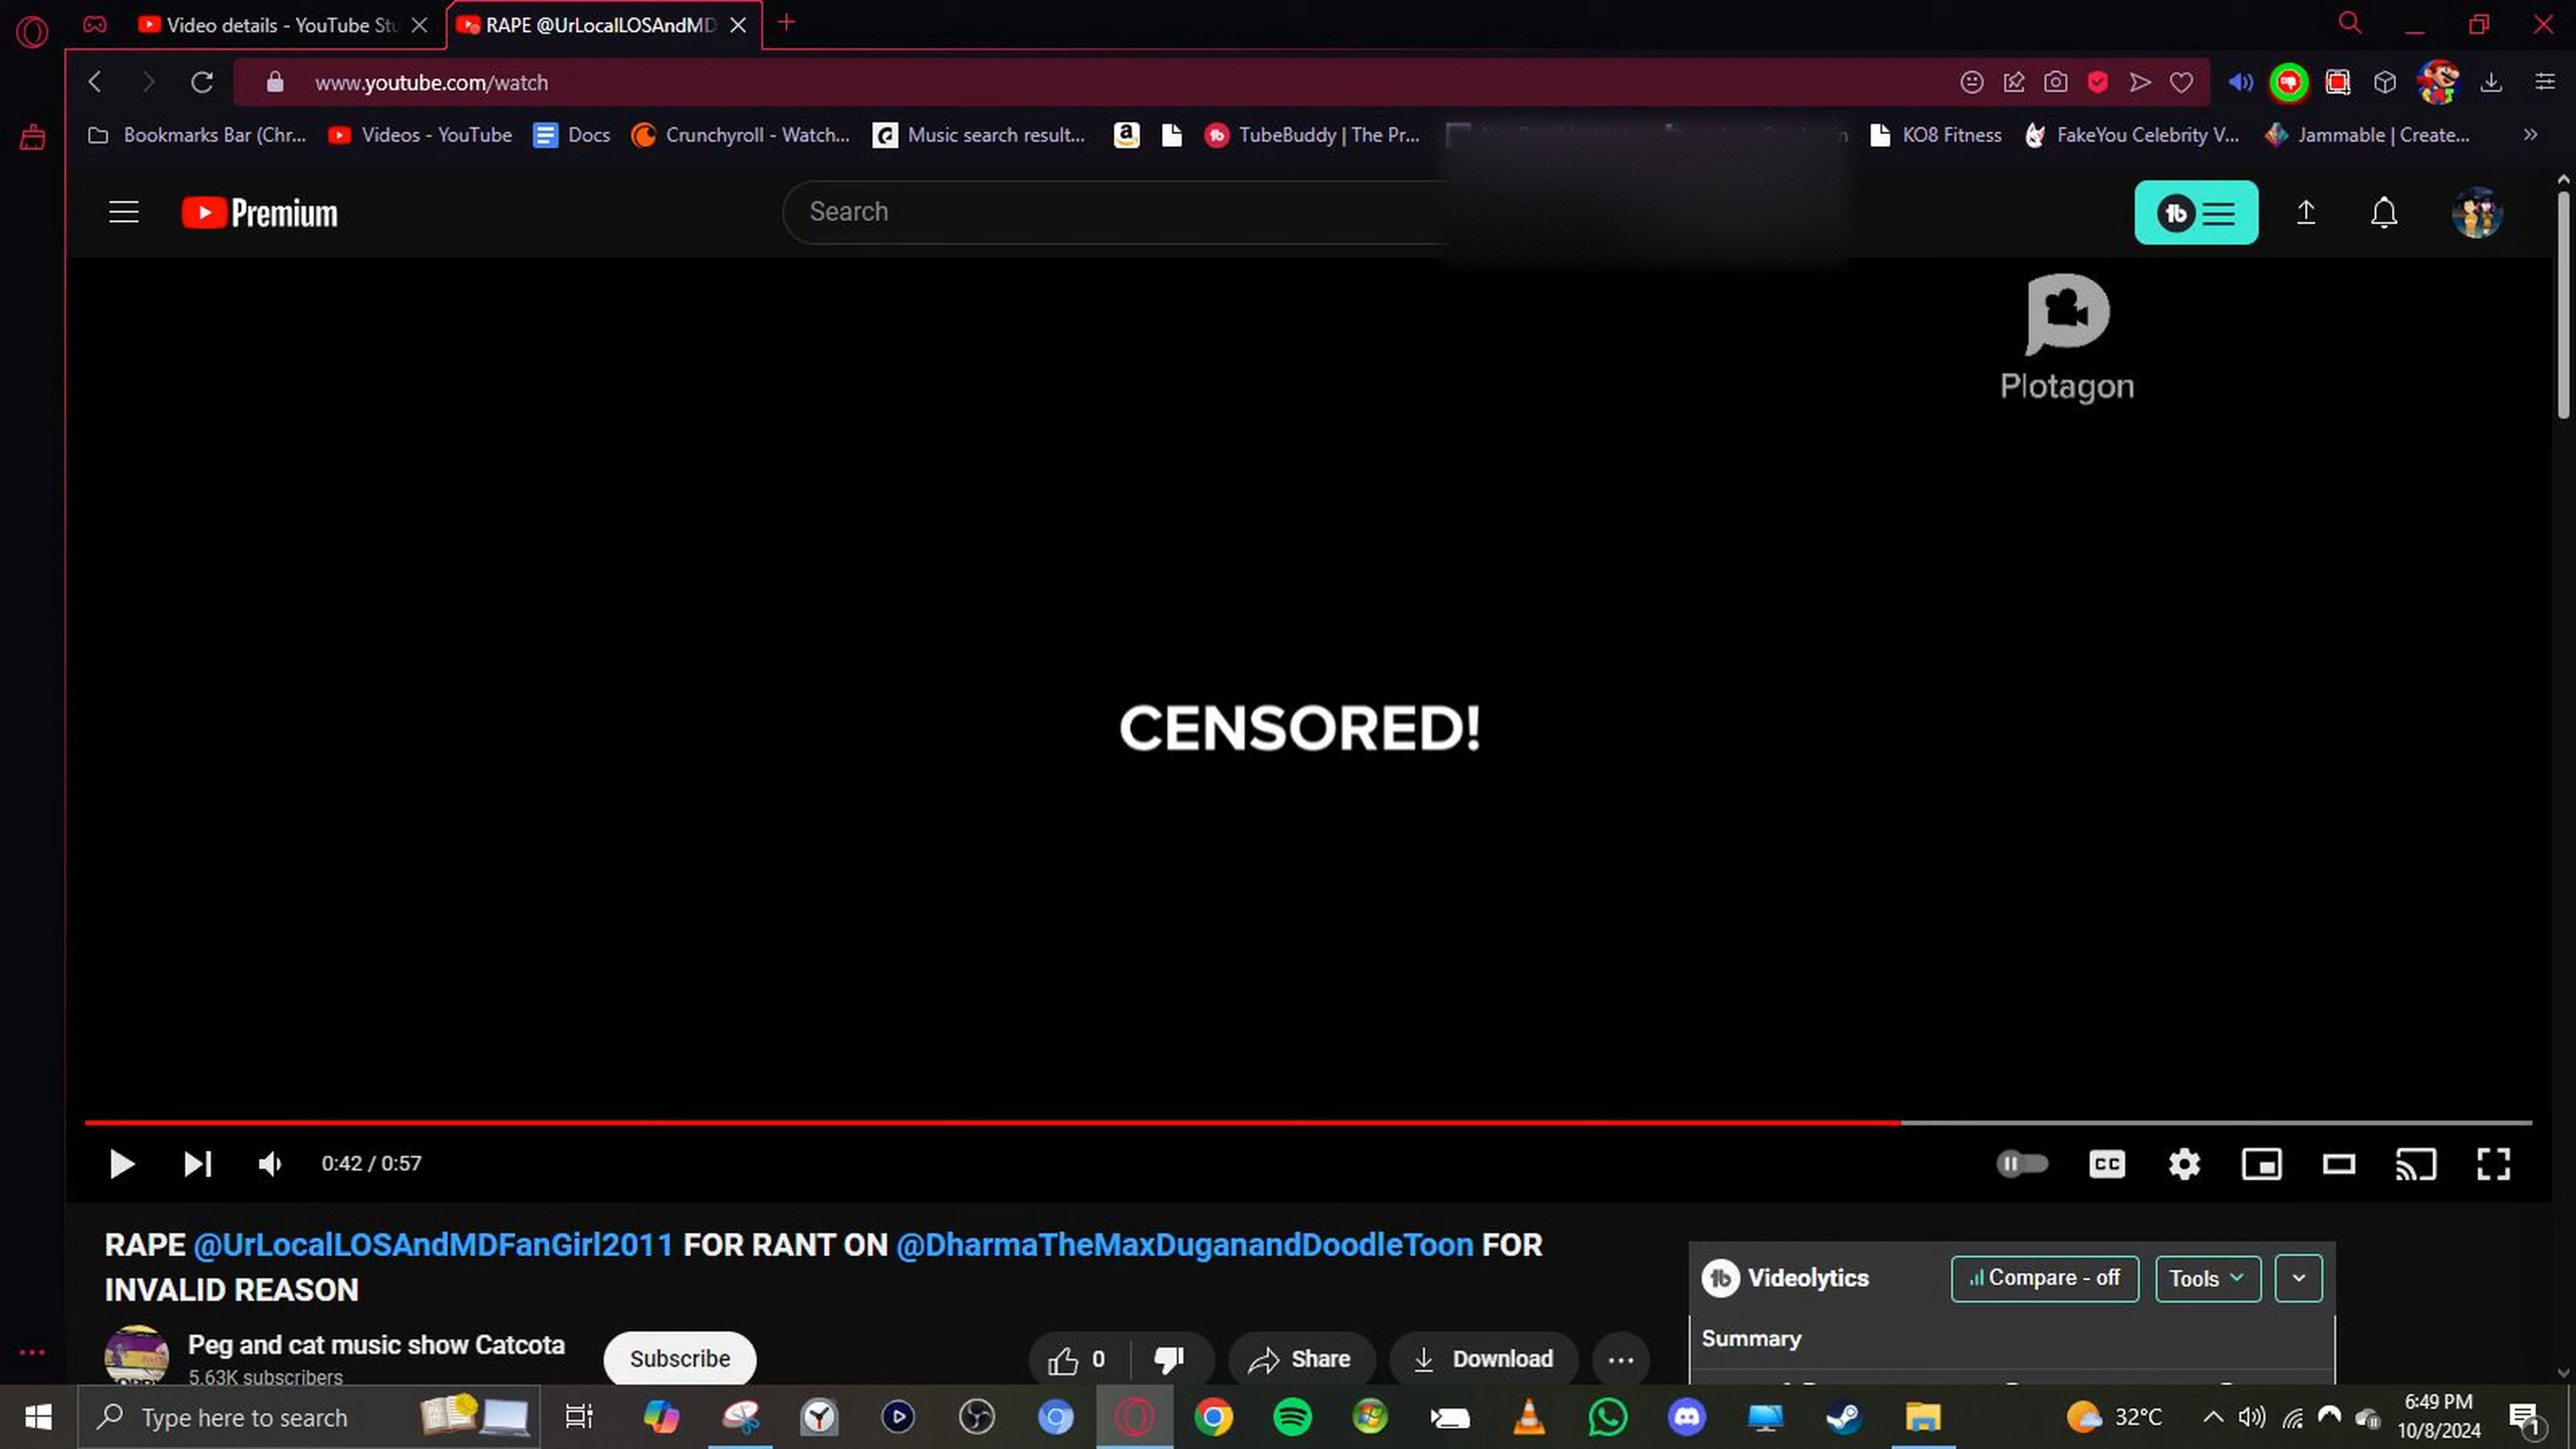 Video details - YouTube Stu
RAPE @UrLocalLOSAndMD
www.youtube.com/watch
Bookmarks Bar (Chr...
Videos - YouTube
Docs
Crunchyroll - Watch...
Music search result...
TubeBuddy | The Pr...
KO8 Fitness
FakeYou Celebrity V...
Jammable | Create...
Premium
Search
Plotagon
CENSORED!
0:42 / 0:57
CC
RAPE @UrLocalLOSAndMDFanGirl2011 FOR RANT ON @DharmaTheMaxDuganandDoodleToon FOR
INVALID REASON
Peg and cat music show Catcota
5.63K subscribers
Subscribe
0
Share
Download
Videolytics
Compare - off
Tools
Summary
Type here to search
32°C
6:49 PM
10/8/2024
1